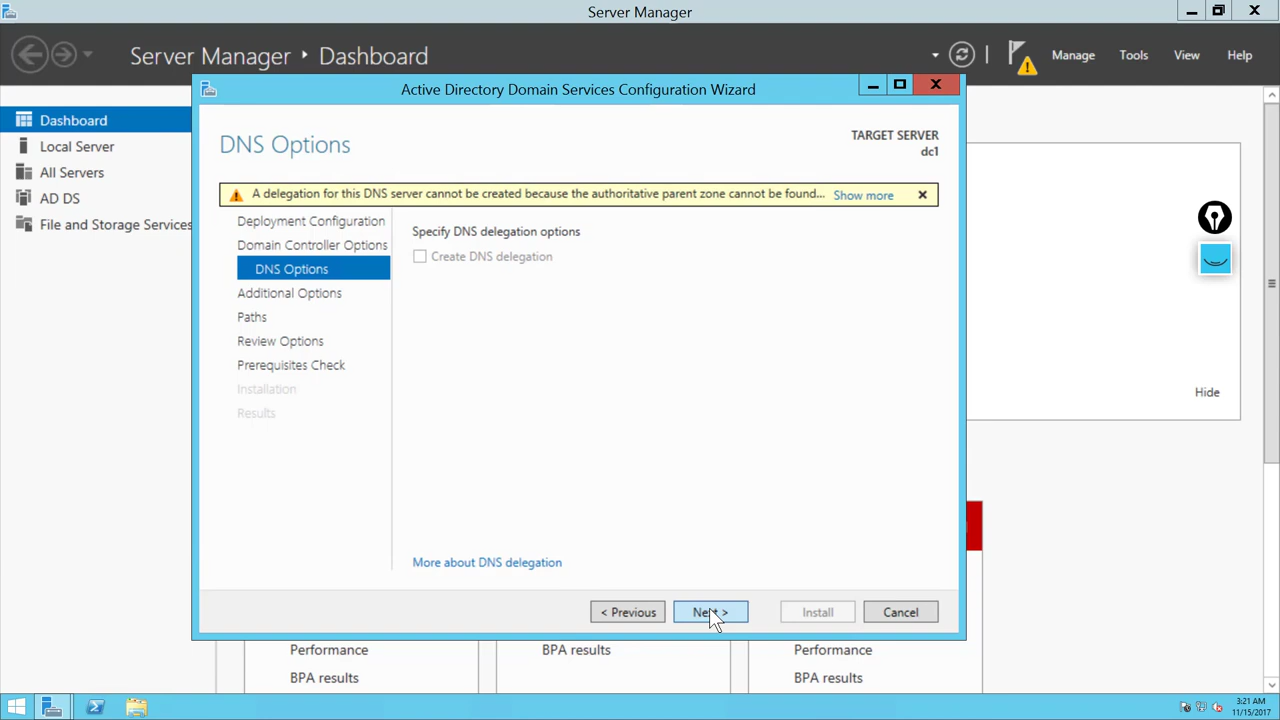 Server Manager
Server Manager ▸ Dashboard
Manage
Tools
View
Help
Dashboard
Local Server
All Servers
AD DS
File and Storage Services
Active Directory Domain Services Configuration Wizard
DNS Options
TARGET SERVER
dc1
A delegation for this DNS server cannot be created because the authoritative parent zone cannot be found... Show more
Deployment Configuration
Domain Controller Options
DNS Options
Additional Options
Paths
Review Options
Prerequisites Check
Installation
Results
Specify DNS delegation options
Create DNS delegation
More about DNS delegation
< Previous
Next >
Install
Cancel
Hide
Performance
BPA results
BPA results
Performance
BPA results
3:21 AM
11/15/2017